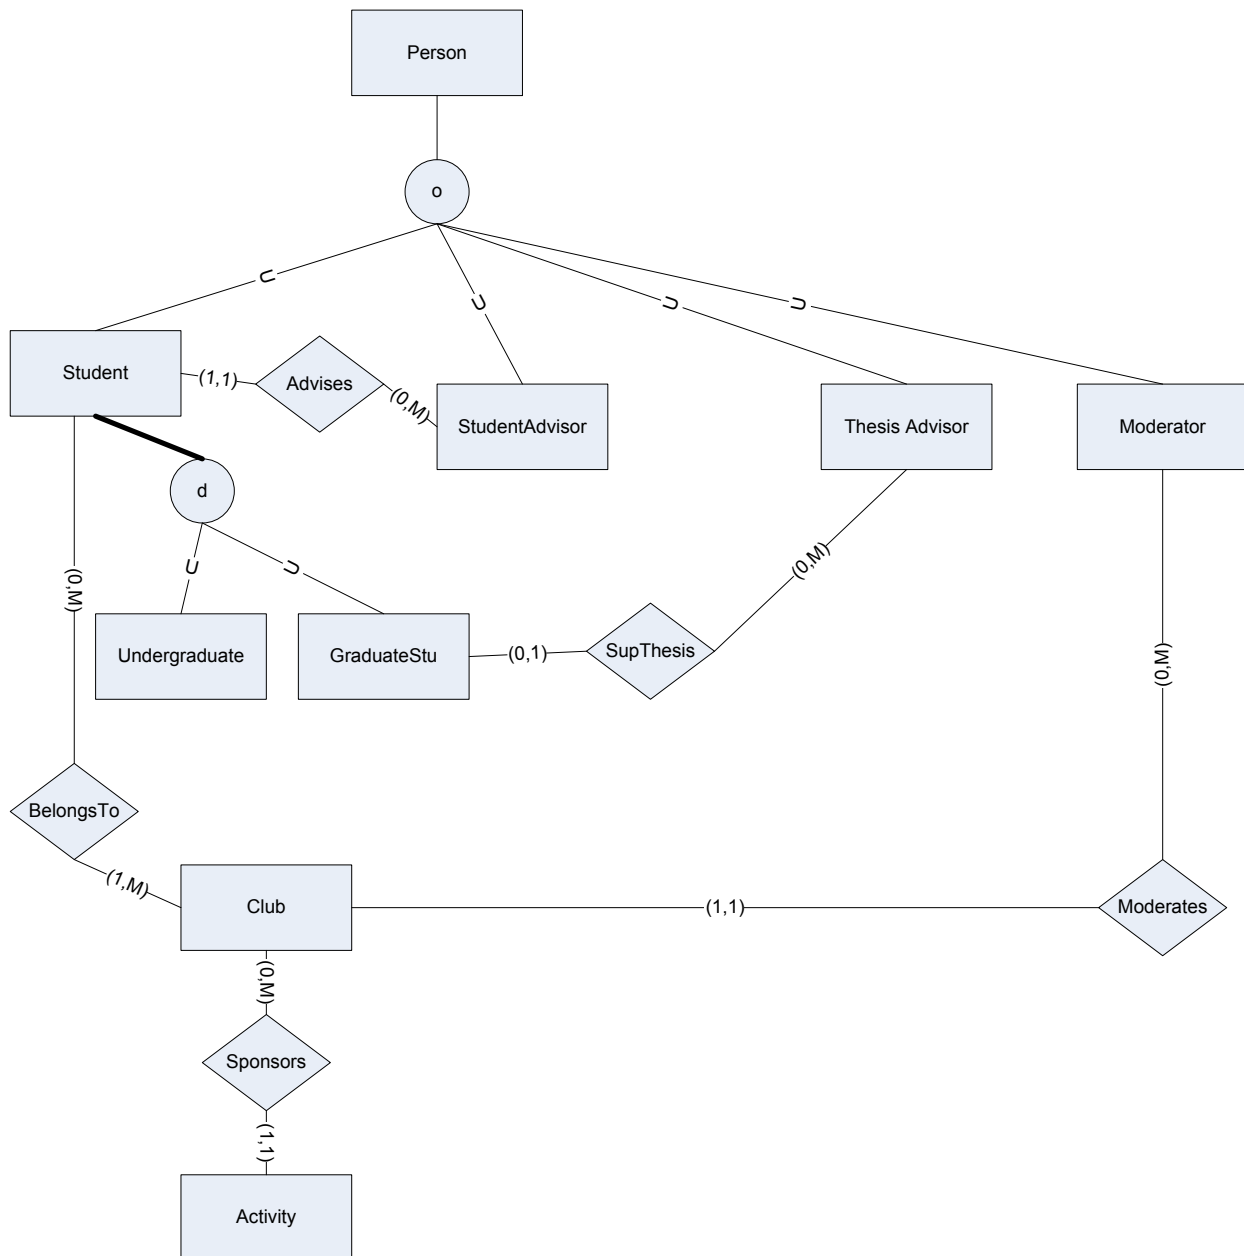 Person
o
U
U
U
U
Student
(1,1)
Advises
(0,M)
StudentAdvisor
Thesis Advisor
Moderator
d
U
U
(0,M)
(0,M)
Undergraduate
GraduateStu
(0,1)
SupThesis
(0,M)
BelongsTo
(1,M)
Club
(1,1)
Moderates
(0,M)
Sponsors
(1,1)
Activity